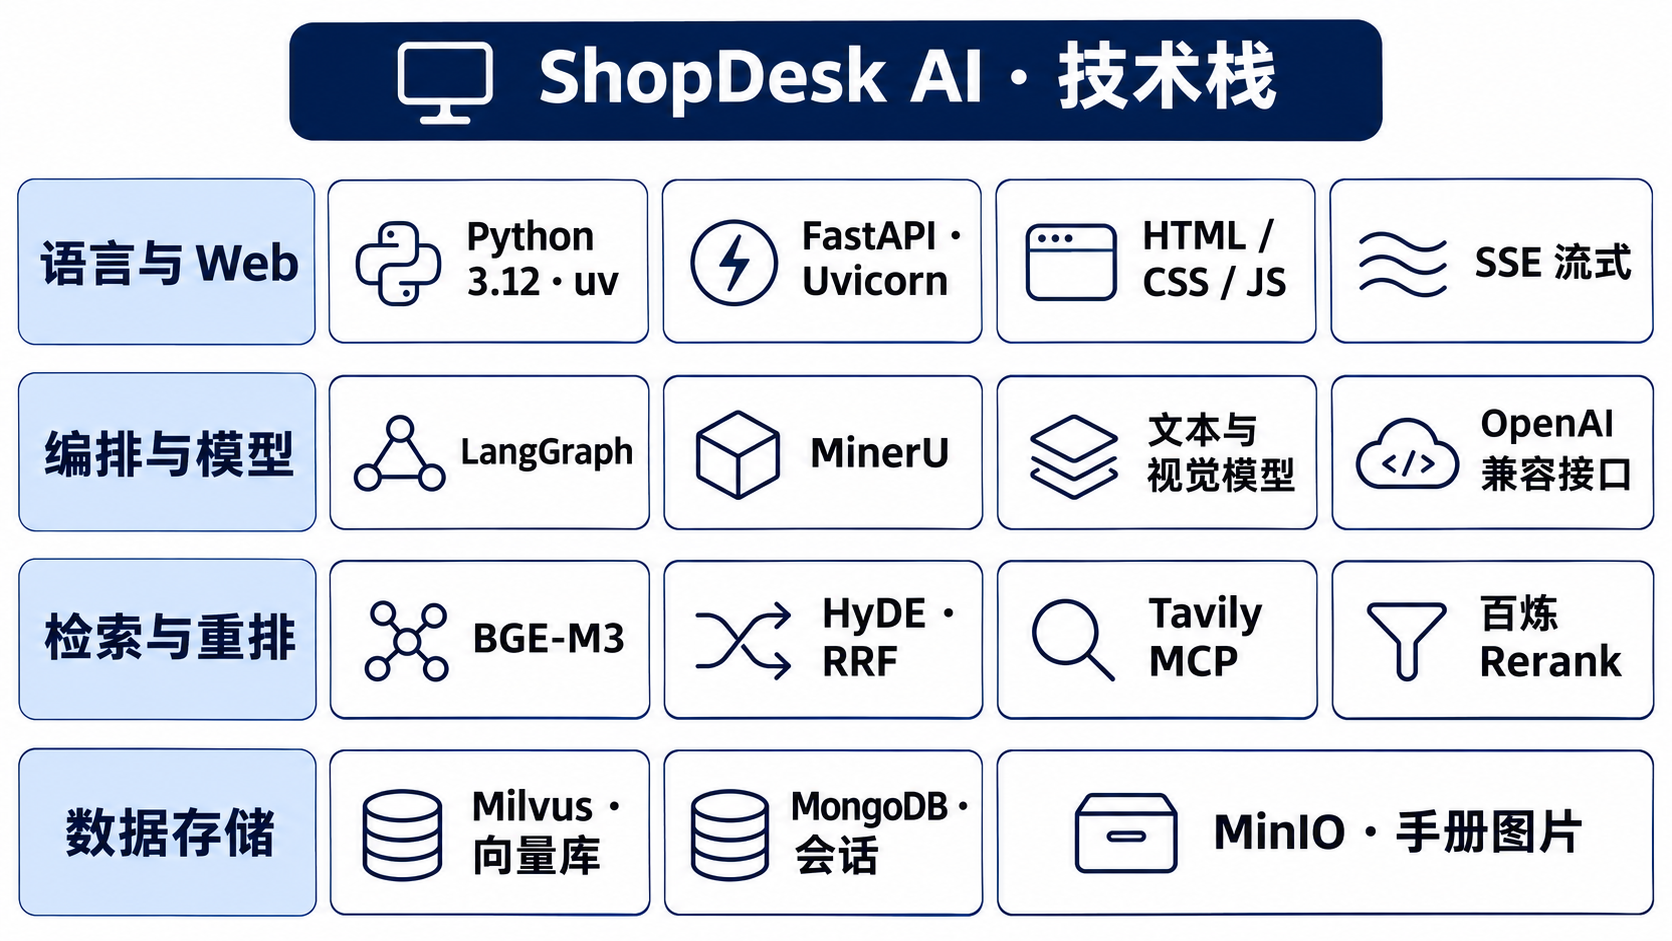 ShopDesk AI · 技术栈
语言与 Web
Python
3.12 · uv
FastAPI ·
Uvicorn
HTML /
CSS / JS
SSE 流式
编排与模型
LangGraph
MinerU
文本与
视觉模型
</>
OpenAI
兼容接口
检索与重排
BGE-M3
HyDE ·
RRF
Tavily
MCP
百炼
Rerank
数据存储
Milvus ·
向量库
MongoDB ·
会话
MinIO · 手册图片